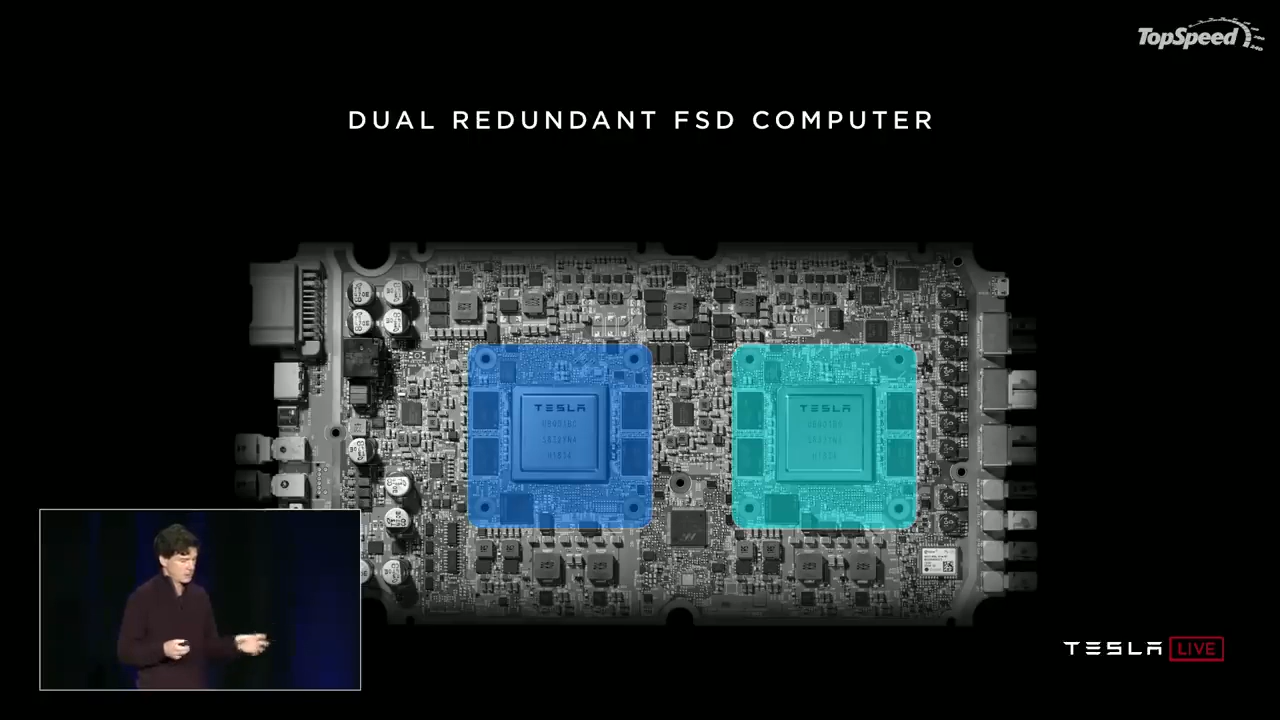 TopSpeed
DUAL REDUNDANT FSD COMPUTER
TESLA
TESLA
TESLA LIVE